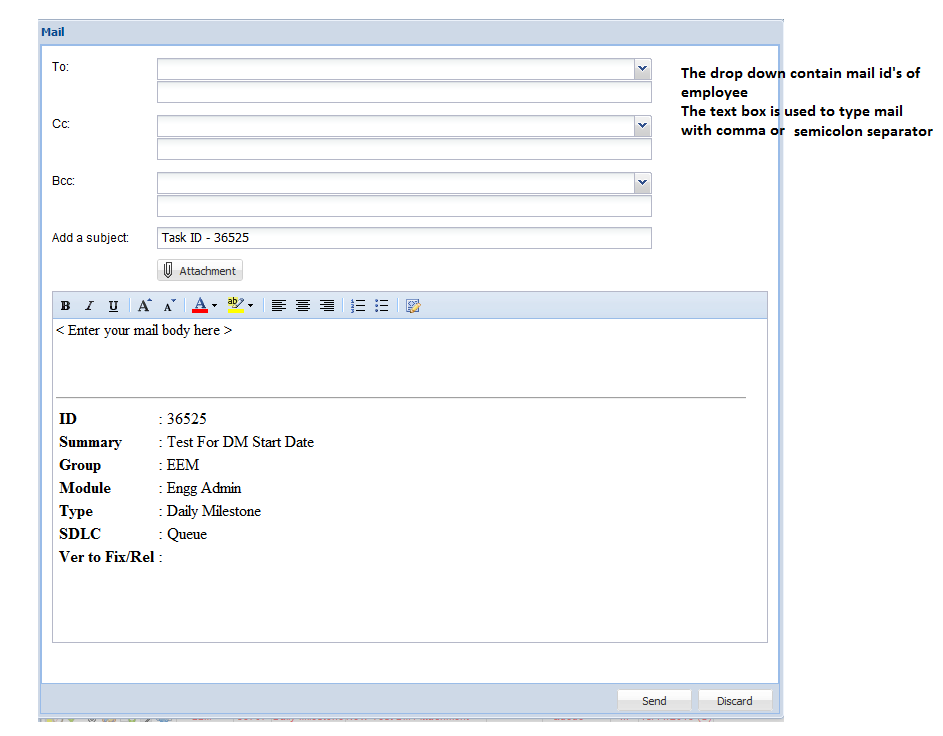 Mail
To:
The drop down contain mail id's of
employee
The text box is used to type mail
with comma or semicolon separator
Cc:
Bcc:
Add a subject: Task ID - 36525
Attachment
B I U A A A ab
< Enter your mail body here >
ID : 36525
Summary : Test For DM Start Date
Group : EEM
Module : Engg Admin
Type : Daily Milestone
SDLC : Queue
Ver to Fix/Rel :
Send Discard